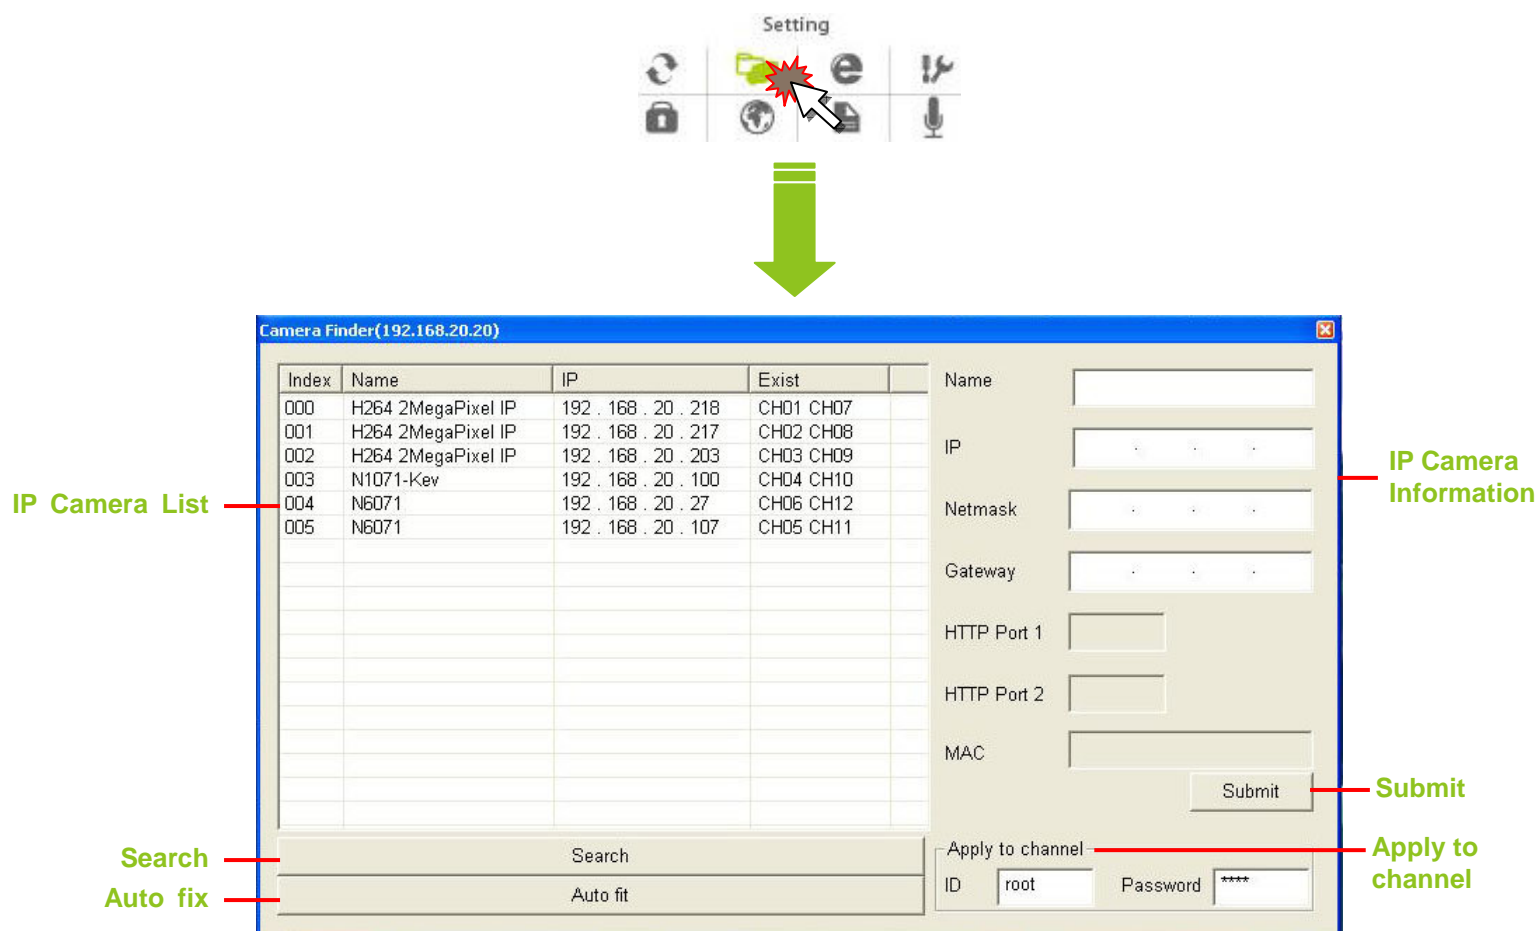 Setting
Camera Finder(192.168.20.20)
Index Name IP Exist
000 H264 2MegaPixel IP 192 . 168 . 20 . 218 CH01 CH07
001 H264 2MegaPixel IP 192 . 168 . 20 . 217 CH02 CH08
002 H264 2MegaPixel IP 192 . 168 . 20 . 203 CH03 CH09
003 N1071-Kev 192 . 168 . 20 . 100 CH04 CH10
004 N6071 192 . 168 . 20 . 27 CH06 CH12
005 N6071 192 . 168 . 20 . 107 CH05 CH11
IP Camera List
Search
Auto fit
Search
Auto fix
Name
IP . . .
Netmask . . .
Gateway . . .
HTTP Port 1
HTTP Port 2
MAC
Submit
Apply to channel
ID root Password ****
IP Camera
Information
Submit
Apply to
channel